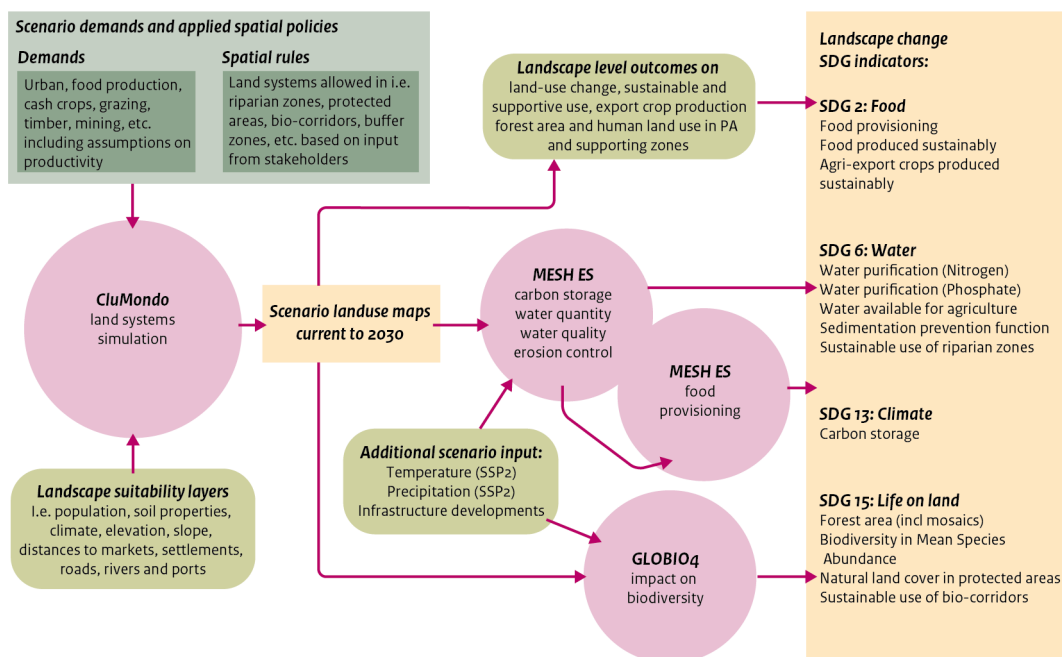 Scenario demands and applied spatial policies
Demands
Urban, food production,
cash crops, grazing,
timber, mining, etc.
including assumptions on
productivity
Spatial rules
Land systems allowed in i.e.
riparian zones, protected
areas, bio-corridors, buffer
zones, etc. based on input
from stakeholders
CluMondo
land systems
simulation
Landscape suitability layers
I.e. population, soil properties,
climate, elevation, slope,
distances to markets, settlements,
roads, rivers and ports
Scenario landuse maps
current to 2030
Landscape level outcomes on
land-use change, sustainable and
supportive use, export crop production
forest area and human land use in PA
and supporting zones
MESH ES
carbon storage
water quantity
water quality
erosion control
MESH ES
food
provisioning
Additional scenario input:
Temperature (SSP2)
Precipitation (SSP2)
Infrastructure developments
GLOBIO4
impact on
biodiversity
Landscape change
SDG indicators:
SDG 2: Food
Food provisioning
Food produced sustainably
Agri-export crops produced
sustainably
SDG 6: Water
Water purification (Nitrogen)
Water purification (Phosphate)
Water available for agriculture
Sedimentation prevention function
Sustainable use of riparian zones
SDG 13: Climate
Carbon storage
SDG 15: Life on land
Forest area (incl mosaics)
Biodiversity in Mean Species
Abundance
Natural land cover in protected areas
Sustainable use of bio-corridors